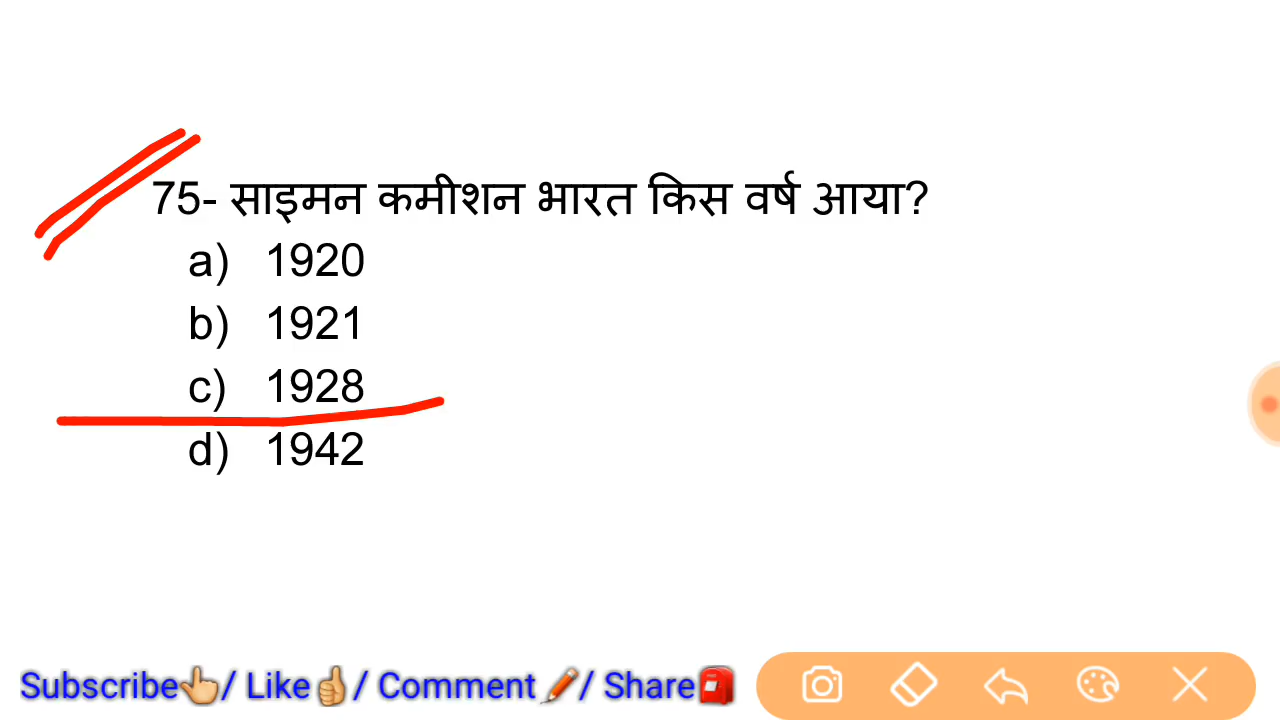 75- साइमन कमीशन भारत किस वर्ष आया?
a) 1920
b) 1921
c) 1928
d) 1942
Subscribe👆/ Like👍/ Comment✏️/ Share📮